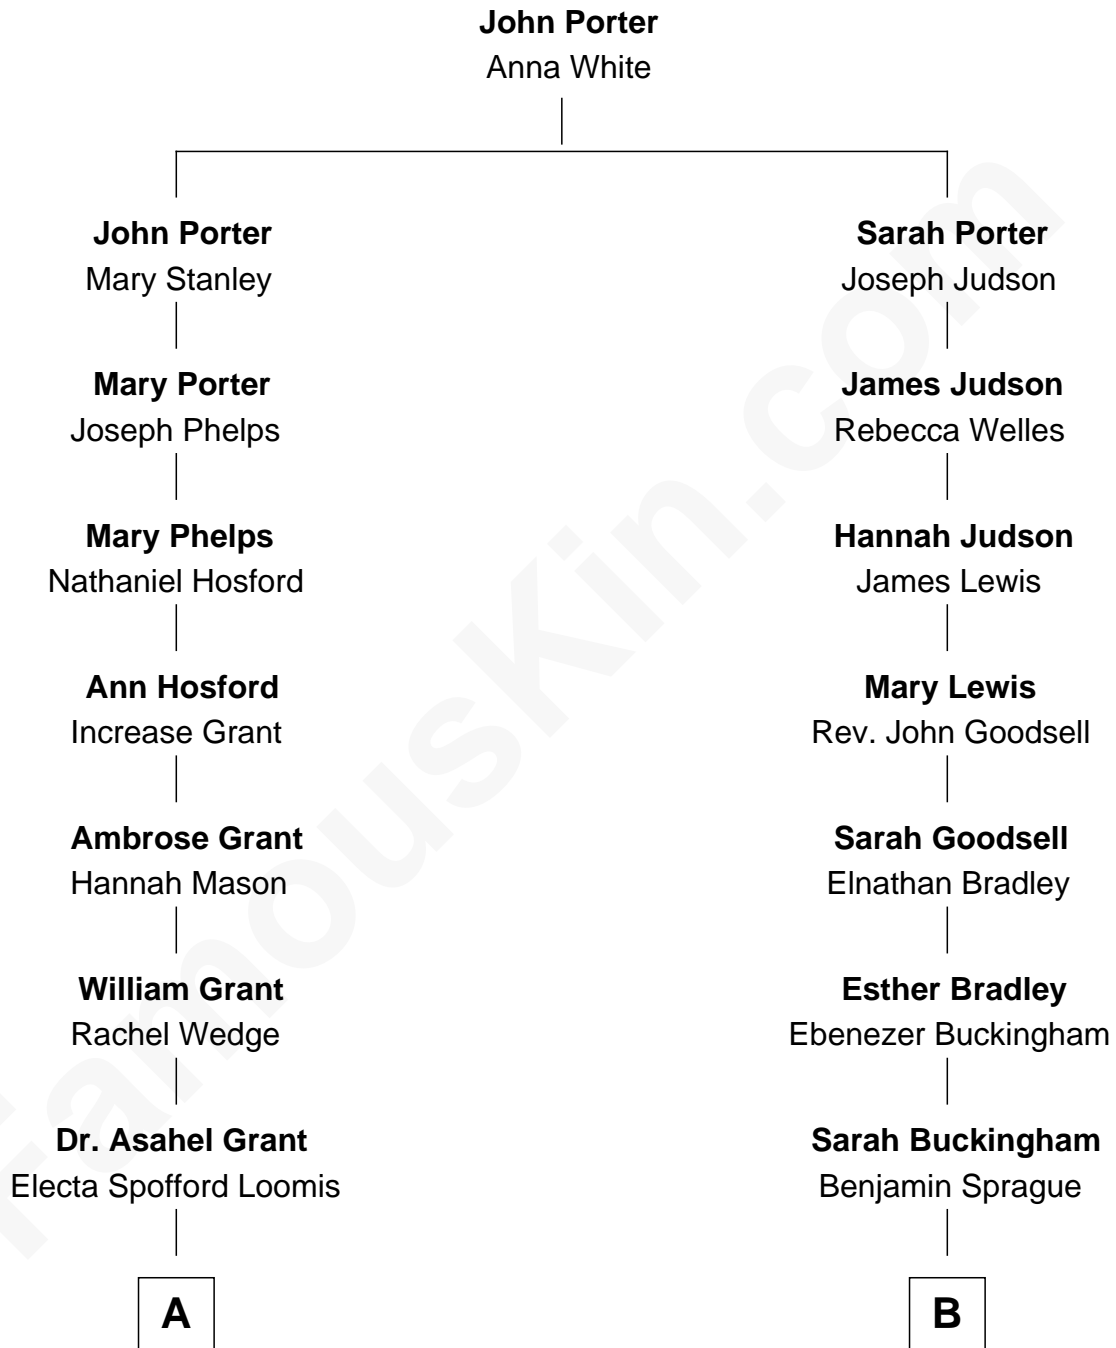 John Porter
Anna White
John Porter
Mary Stanley
Sarah Porter
Joseph Judson
Mary Porter
Joseph Phelps
James Judson
Rebecca Welles
Mary Phelps
Nathaniel Hosford
Hannah Judson
James Lewis
Ann Hosford
Increase Grant
Mary Lewis
Rev. John Goodsell
Ambrose Grant
Hannah Mason
Sarah Goodsell
Elnathan Bradley
William Grant
Rachel Wedge
Esther Bradley
Ebenezer Buckingham
Dr. Asahel Grant
Electa Spofford Loomis
Sarah Buckingham
Benjamin Sprague
A
B
FamousKin.com